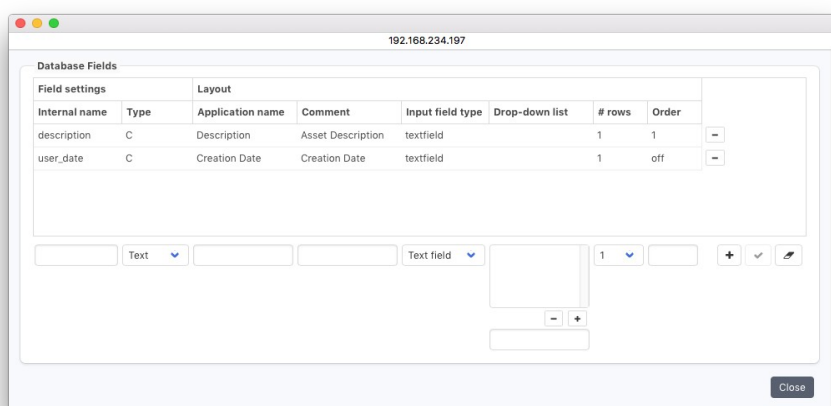 192.168.234.197
Database Fields
Field settings Layout
Internal name Type Application name Comment Input field type Drop-down list # rows Order
description C Description Asset Description textfield 1 1 −
user_date C Creation Date Creation Date textfield 1 off −
Text Text field 1 +
− +
Close